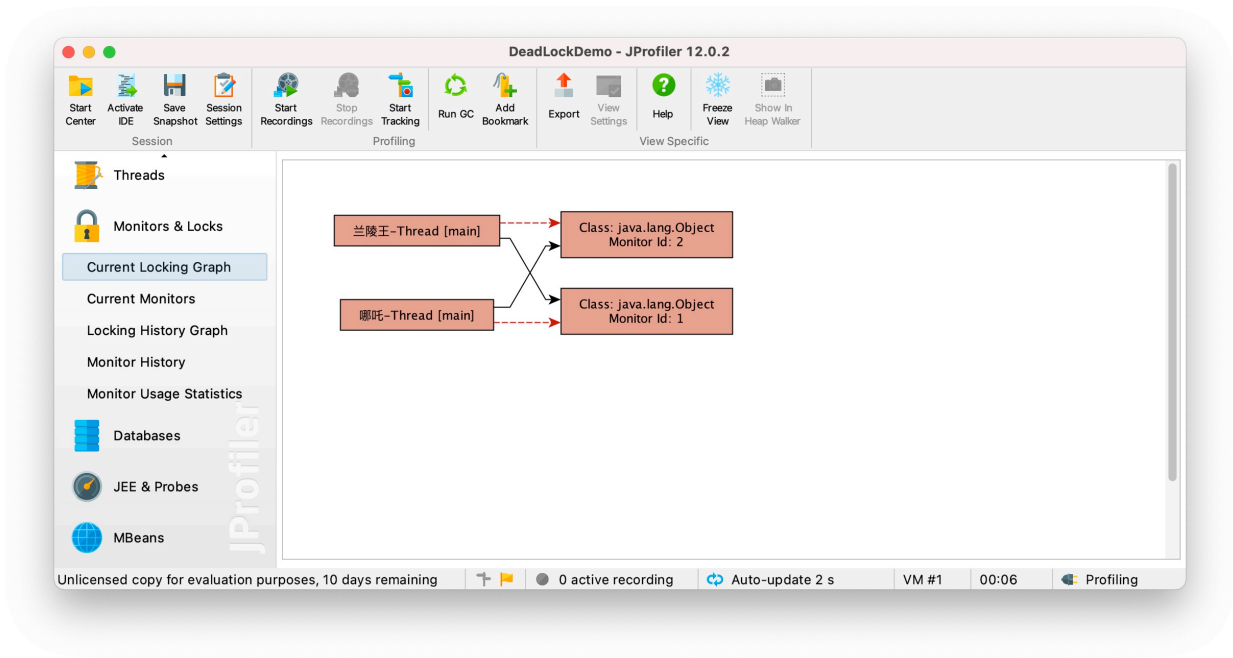 DeadLockDemo - JProfiler 12.0.2
Start
Center
Activate
IDE
Save
Snapshot
Session
Settings
Start
Recordings
Stop
Recordings
Start
Tracking
Run GC
Add
Bookmark
Export
View
Settings
Help
Freeze
View
Show In
Heap Walker
Session
Profiling
View Specific
Threads
Monitors & Locks
Current Locking Graph
Current Monitors
Locking History Graph
Monitor History
Monitor Usage Statistics
Databases
JEE & Probes
MBeans
JProfiler
兰陵王-Thread [main]
Class: java.lang.Object
Monitor Id: 2
哪吒-Thread [main]
Class: java.lang.Object
Monitor Id: 1
Unlicensed copy for evaluation purposes, 10 days remaining
0 active recording
Auto-update 2 s
VM #1
00:06
Profiling